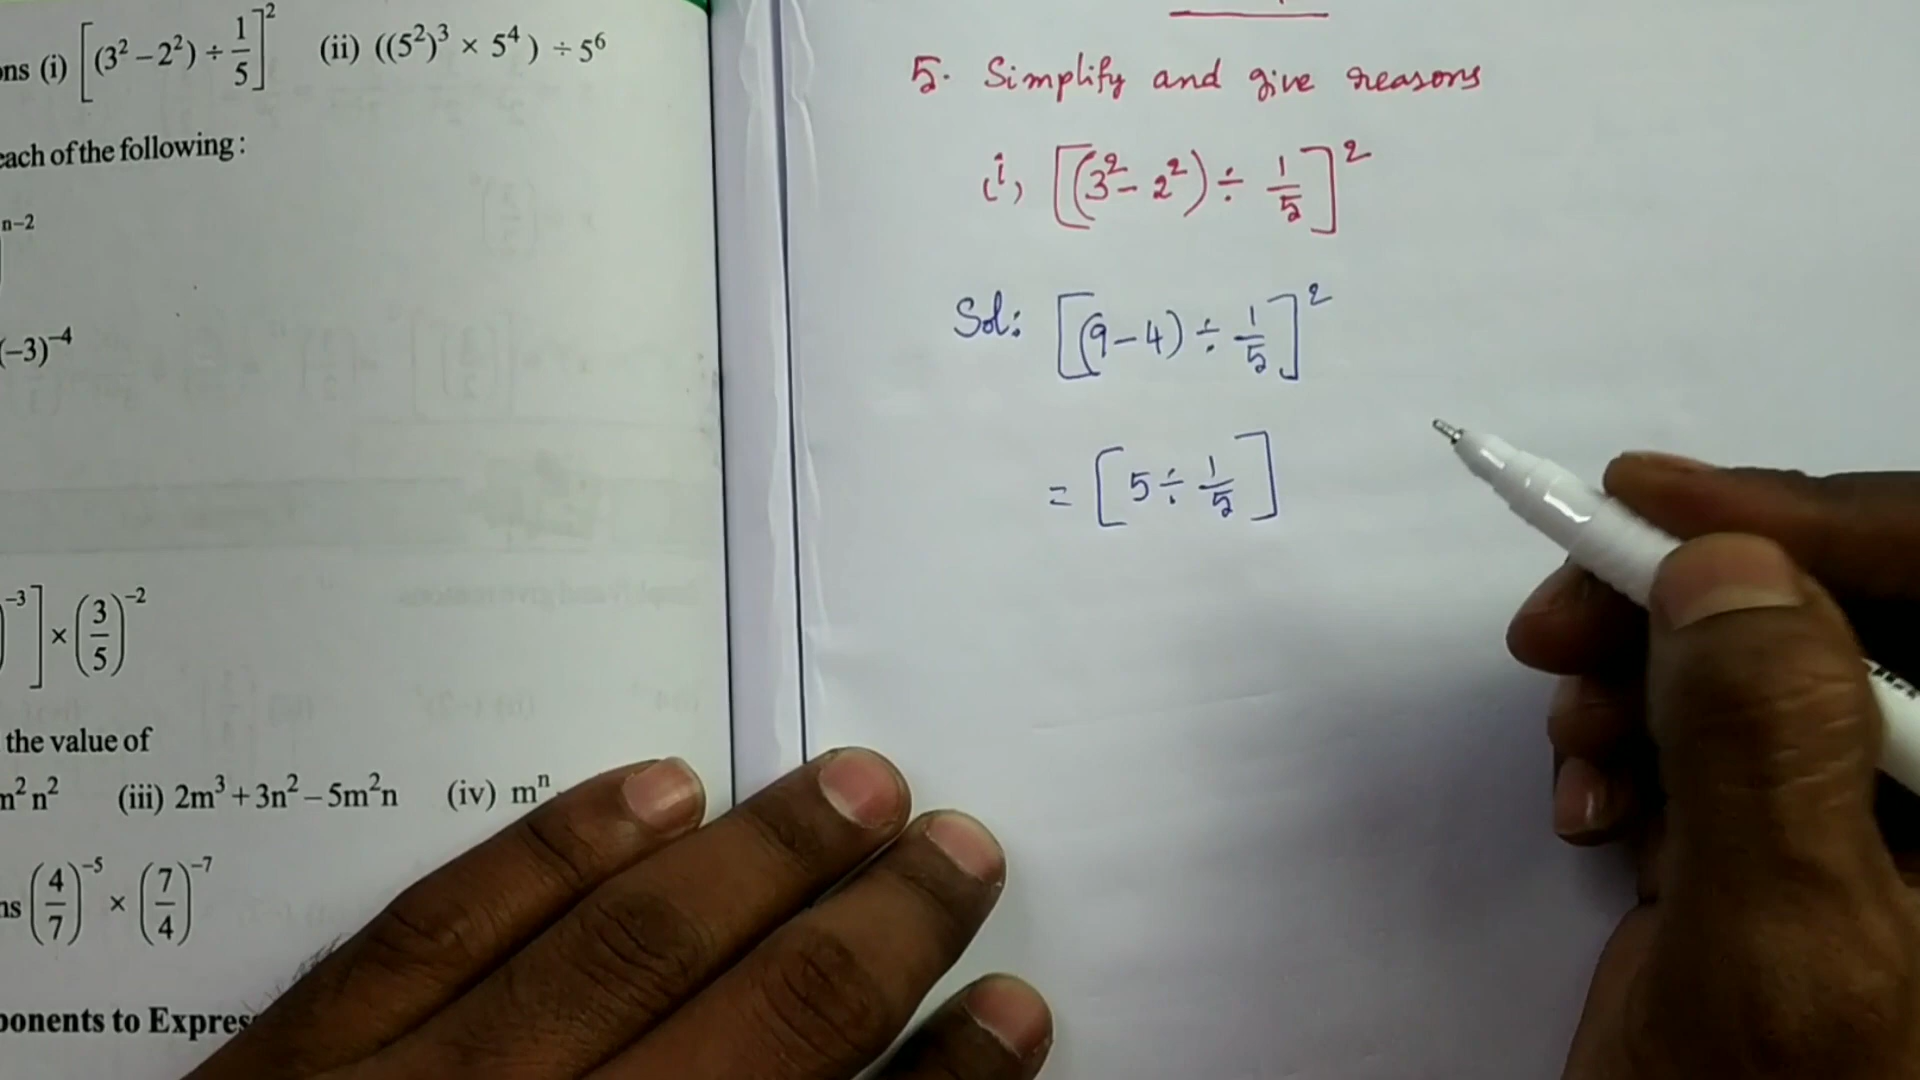 ons (i) [(3² – 2²) ÷ 1/5]² (ii) ((5²)³ × 5⁴) ÷ 5⁶
each of the following :
n–2
(–3)⁻⁴
)⁻³] × (3/5)⁻²
the value of
m²n² (iii) 2m³ + 3n² – 5m²n (iv) mⁿ
ns (4/7)⁻⁵ × (7/4)⁻⁷
ponents to Expres
5. Simplify and give reasons
(i, [(3² – 2²) ÷ 1/5]²
Sol: [(9 – 4) ÷ 1/5]²
= [5 ÷ 1/5]